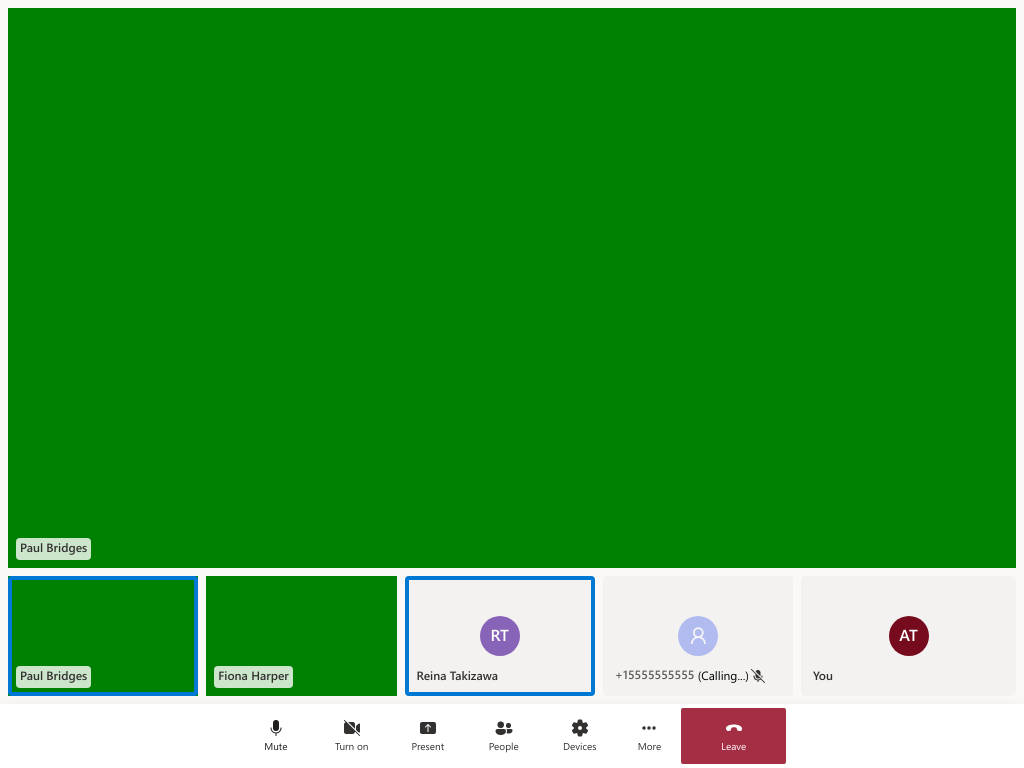 Paul Bridges
Paul Bridges
Fiona Harper
RT
Reina Takizawa
+15555555555 (Calling...)
AT
You
Mute
Turn on
Present
People
Devices
More
Leave